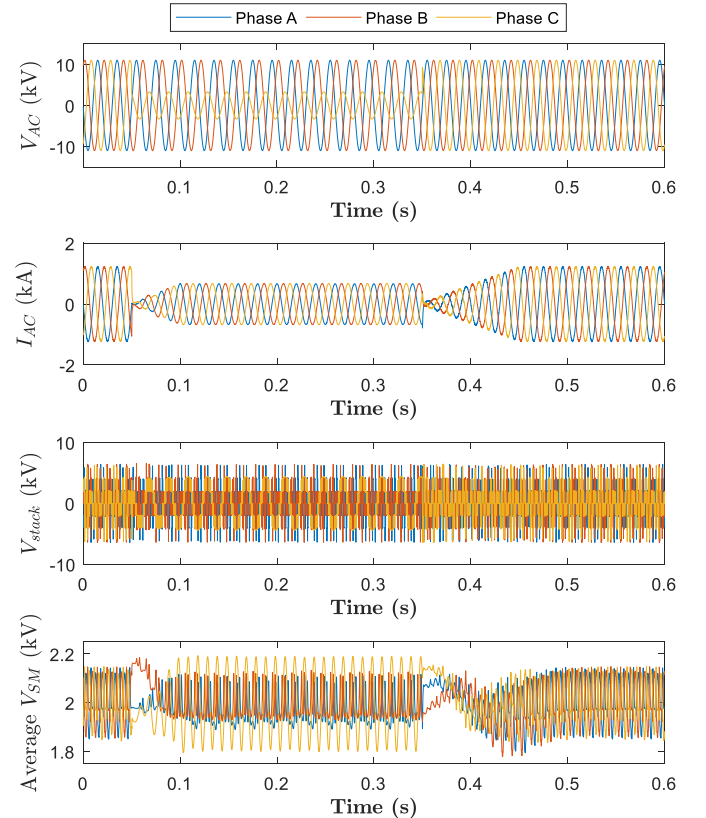 Phase A Phase B Phase C
V_AC (kV)
10
0
-10
0.1 0.2 0.3 0.4 0.5 0.6
Time (s)
I_AC (kA)
2
0
-2
0 0.1 0.2 0.3 0.4 0.5 0.6
Time (s)
V_stack (kV)
10
0
-10
0 0.1 0.2 0.3 0.4 0.5 0.6
Time (s)
Average V_SM (kV)
2.2
2
1.8
0 0.1 0.2 0.3 0.4 0.5 0.6
Time (s)